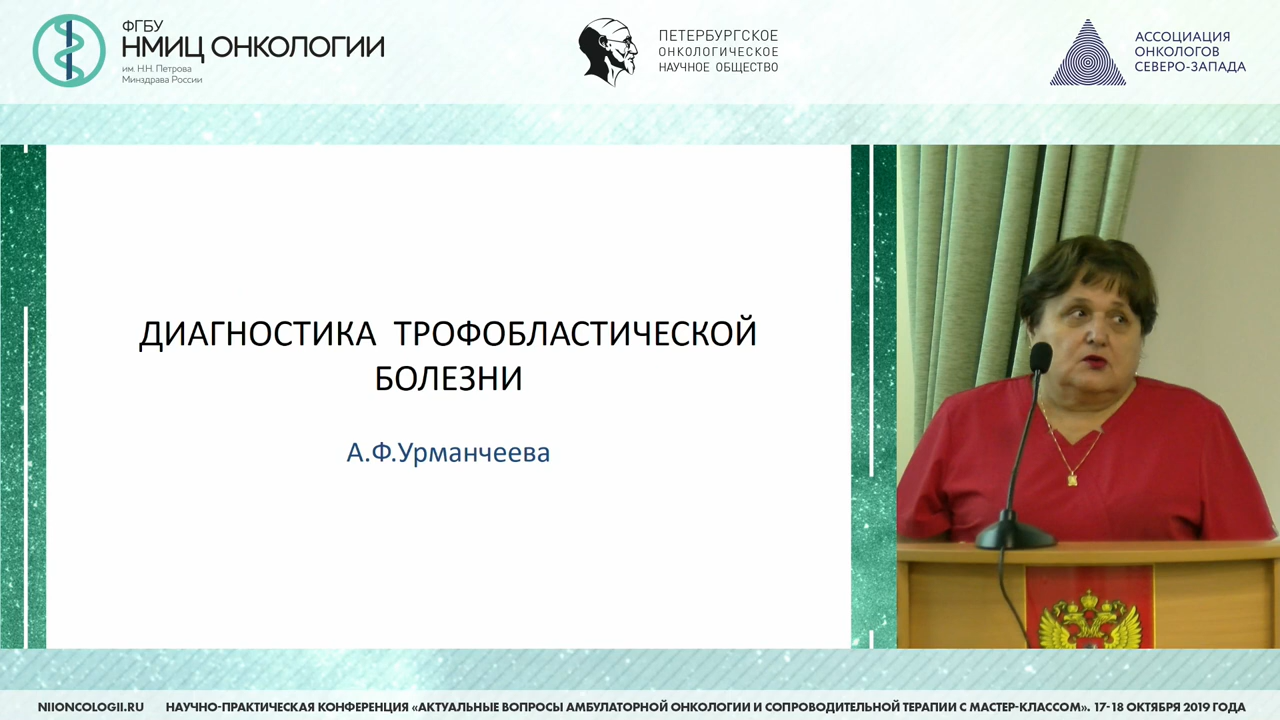 ФГБУ
НМИЦ ОНКОЛОГИИ
им. Н.Н. Петрова
Минздрава России
ПЕТЕРБУРГСКОЕ
ОНКОЛОГИЧЕСКОЕ
НАУЧНОЕ ОБЩЕСТВО
АССОЦИАЦИЯ
ОНКОЛОГОВ
СЕВЕРО-ЗАПАДА
ДИАГНОСТИКА ТРОФОБЛАСТИЧЕСКОЙ
БОЛЕЗНИ
А.Ф.Урманчеева
NIIONCOLOGII.RU НАУЧНО-ПРАКТИЧЕСКАЯ КОНФЕРЕНЦИЯ «АКТУАЛЬНЫЕ ВОПРОСЫ АМБУЛАТОРНОЙ ОНКОЛОГИИ И СОПРОВОДИТЕЛЬНОЙ ТЕРАПИИ С МАСТЕР-КЛАССОМ». 17-18 ОКТЯБРЯ 2019 ГОДА